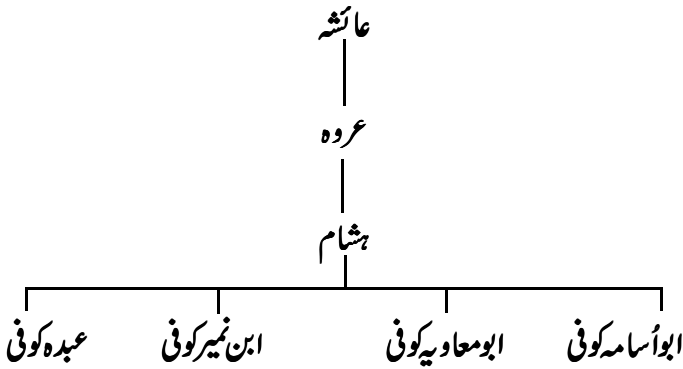 عائشہ
عروہ
ہشام
ابواُسامہ کوفی ابومعاویہ کوفی ابن نمیر کوفی عبدہ کوفی